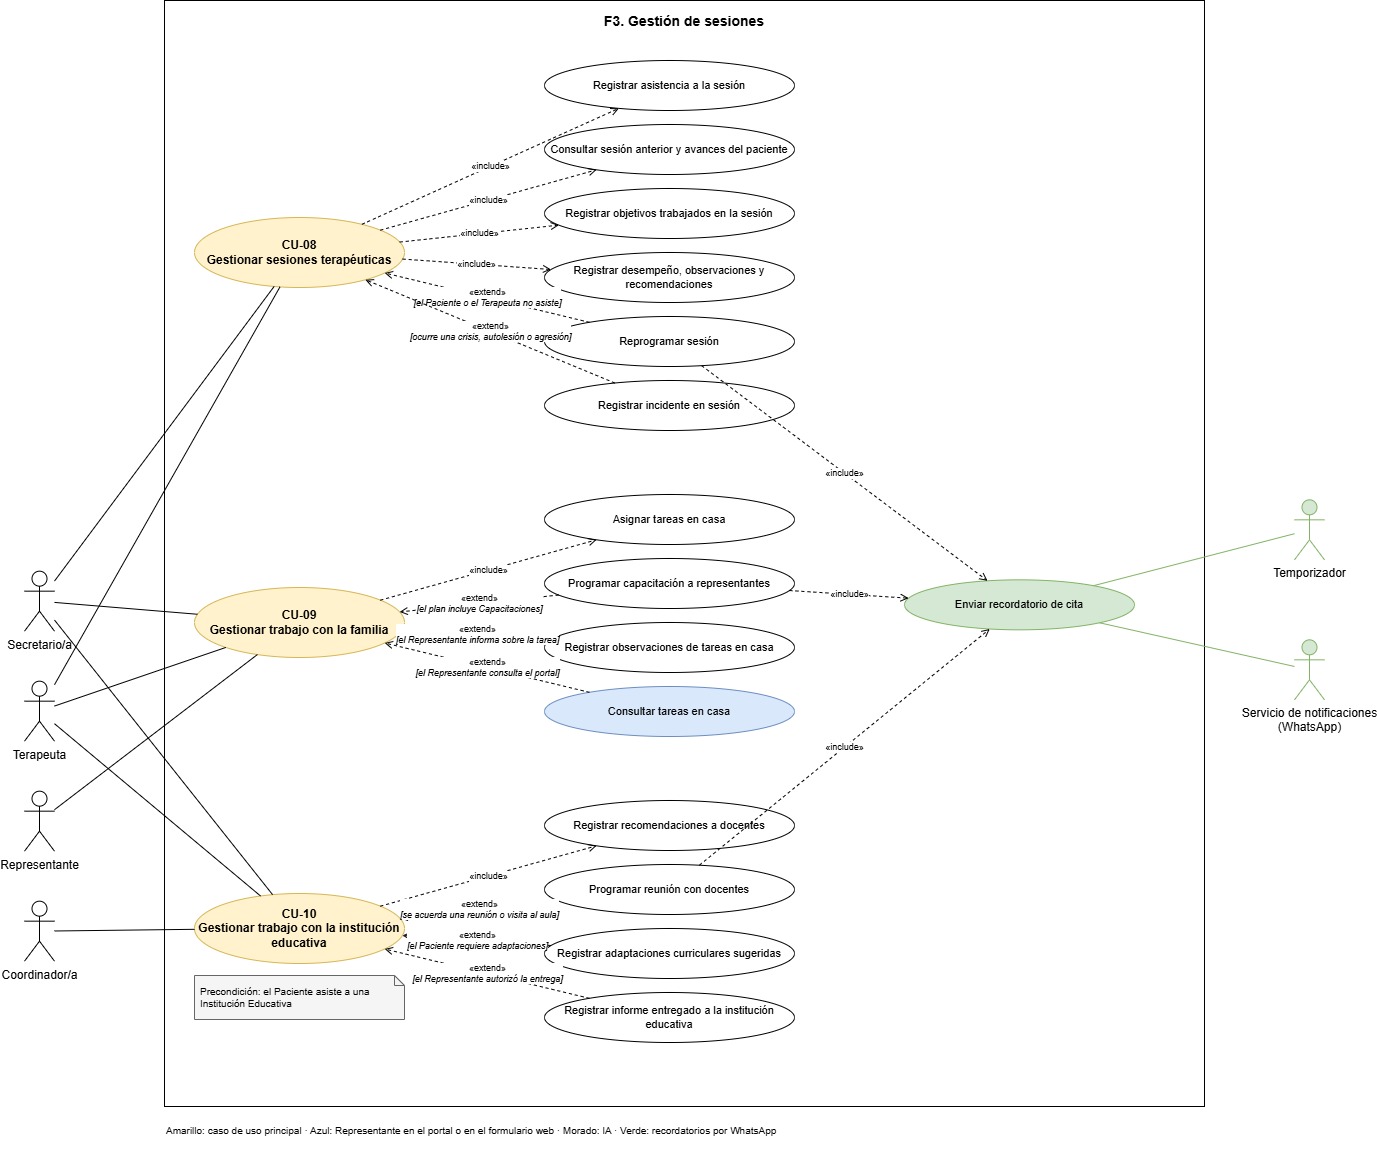 F3. Gestión de sesiones
Registrar asistencia a la sesión
Consultar sesión anterior y avances del paciente
«include»
«include»
Registrar objetivos trabajados en la sesión
«include»
CU-08
Gestionar sesiones terapéuticas
«include»
Registrar desempeño, observaciones y
recomendaciones
«extend»
[el Paciente o el Terapeuta no asiste]
«extend»
[ocurre una crisis, autolesión o agresión]
Reprogramar sesión
Registrar incidente en sesión
«include»
Asignar tareas en casa
«include»
Programar capacitación a representantes
«extend»
[el plan incluye Capacitaciones]
«include»
Enviar recordatorio de cita
CU-09
Gestionar trabajo con la familia
«extend»
[el Representante informa sobre la tarea]
Registrar observaciones de tareas en casa
«extend»
[el Representante consulta el portal]
Consultar tareas en casa
Secretario/a
Terapeuta
Representante
Coordinador/a
Temporizador
Servicio de notificaciones
(WhatsApp)
«include»
Registrar recomendaciones a docentes
«include»
Programar reunión con docentes
«extend»
[se acuerda una reunión o visita al aula]
CU-10
Gestionar trabajo con la institución
educativa
«extend»
[el Paciente requiere adaptaciones]
Registrar adaptaciones curriculares sugeridas
«extend»
[el Representante autorizó la entrega]
Registrar informe entregado a la institución
educativa
Precondición: el Paciente asiste a una
Institución Educativa
Amarillo: caso de uso principal · Azul: Representante en el portal o en el formulario web · Morado: IA · Verde: recordatorios por WhatsApp